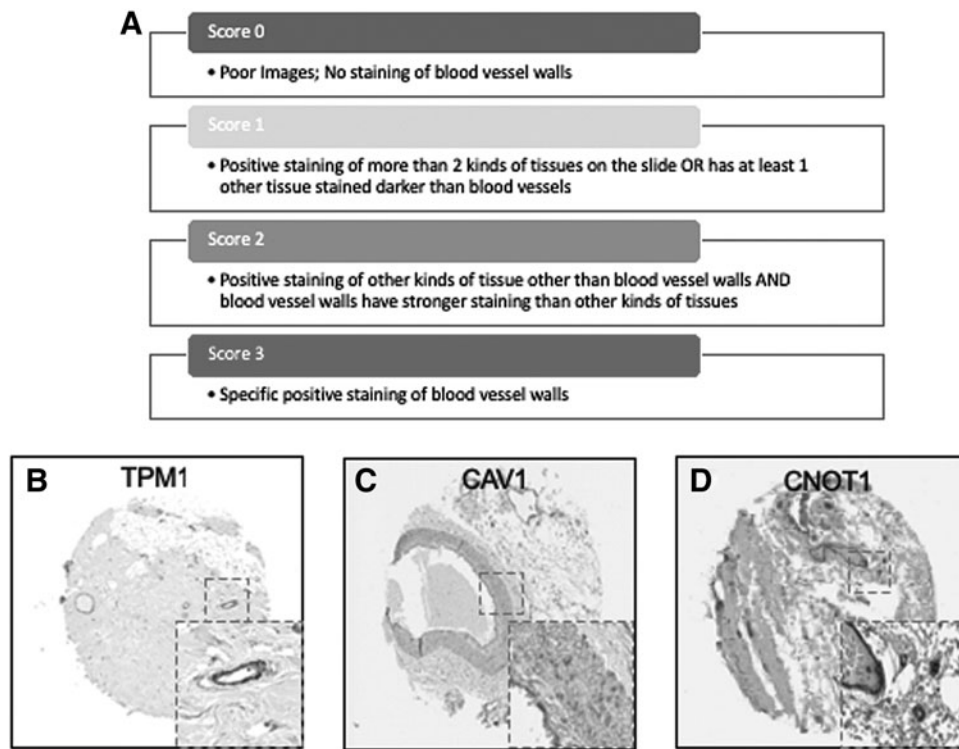 A
Score 0
• Poor Images; No staining of blood vessel walls
Score 1
• Positive staining of more than 2 kinds of tissues on the slide OR has at least 1
other tissue stained darker than blood vessels
Score 2
• Positive staining of other kinds of tissue other than blood vessel walls AND
blood vessel walls have stronger staining than other kinds of tissues
Score 3
• Specific positive staining of blood vessel walls
B
TPM1
C
CAV1
D
CNOT1